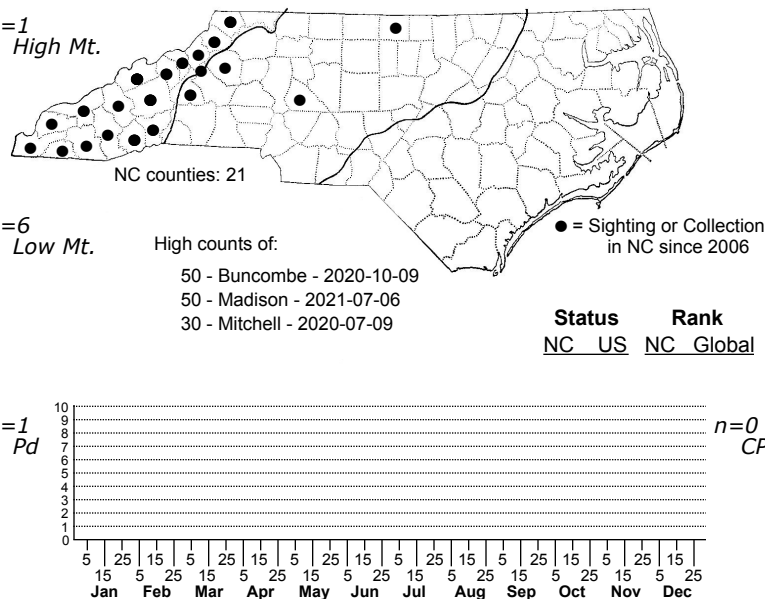 =1
High Mt.
NC counties: 21
=6
Low Mt.
High counts of:
50 - Buncombe - 2020-10-09
50 - Madison - 2021-07-06
30 - Mitchell - 2020-07-09
= Sighting or Collection
in NC since 2006
Status Rank
NC US NC Global
=1
Pd
n=0
CP
10
9
8
7
6
5
4
3
2
1
0
5 25 15 5 25 15 5 25 15 5 25 15 5 25 15 5 25 15
15 5 25 15 5 25 15 5 25 15 5 25 15 5 25 15 5 25
Jan Feb Mar Apr May Jun Jul Aug Sep Oct Nov Dec